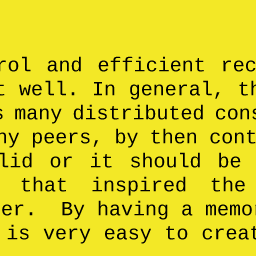 rol and efficient rec
t well. In general, th
s many distributed cons
ny peers, by then cont
lid or it should be
that inspired the
er. By having a memor
is very easy to creat